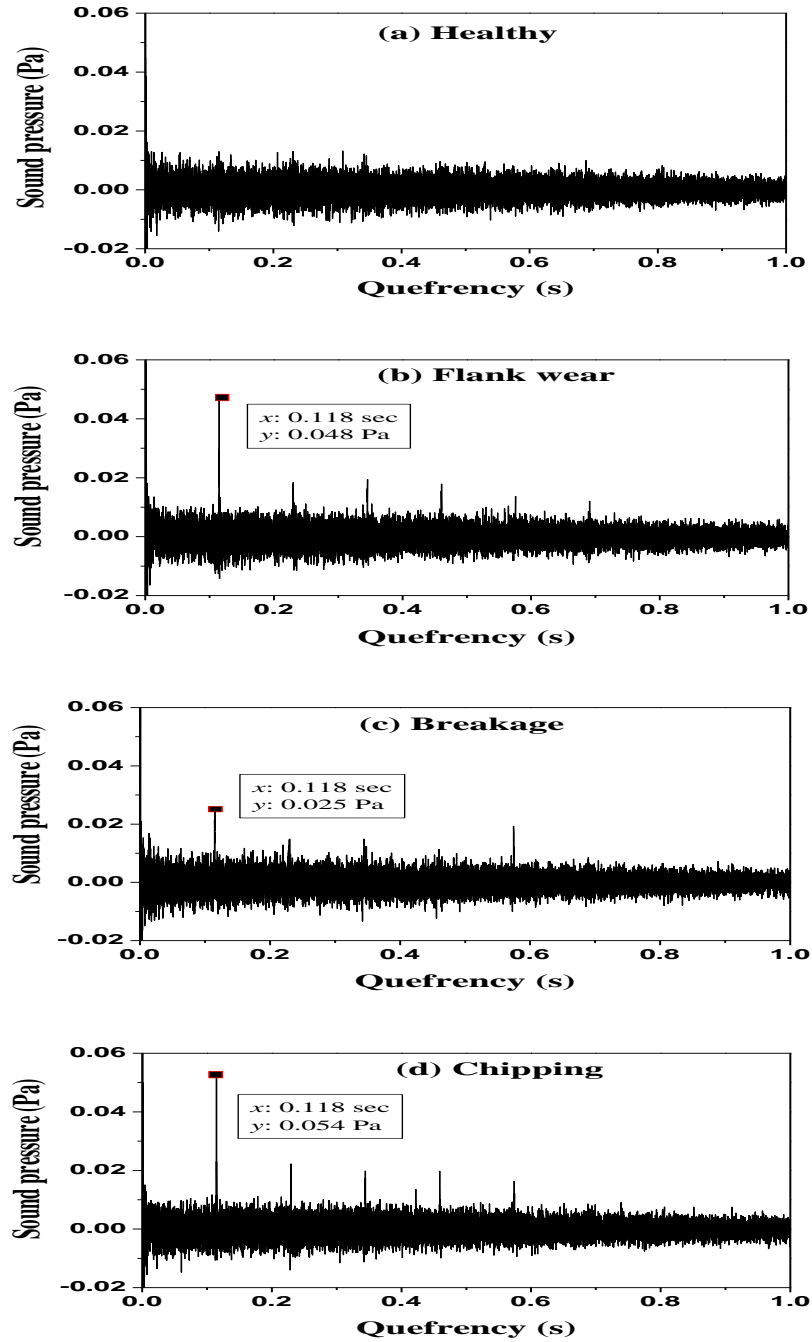 0.06
(a) Healthy
0.04
Sound pressure (Pa)
0.02
0.00
-0.02
0.0 0.2 0.4 0.6 0.8 1.0
Quefrency (s)
0.06
(b) Flank wear
x: 0.118 sec
y: 0.048 Pa
0.04
Sound pressure (Pa)
0.02
0.00
-0.02
0.0 0.2 0.4 0.6 0.8 1.0
Quefrency (s)
0.06
(c) Breakage
0.04
x: 0.118 sec
y: 0.025 Pa
Sound pressure (Pa)
0.02
0.00
-0.02
0.0 0.2 0.4 0.6 0.8 1.0
Quefrency (s)
0.06
(d) Chipping
x: 0.118 sec
y: 0.054 Pa
0.04
Sound pressure (Pa)
0.02
0.00
-0.02
0.0 0.2 0.4 0.6 0.8 1.0
Quefrency (s)